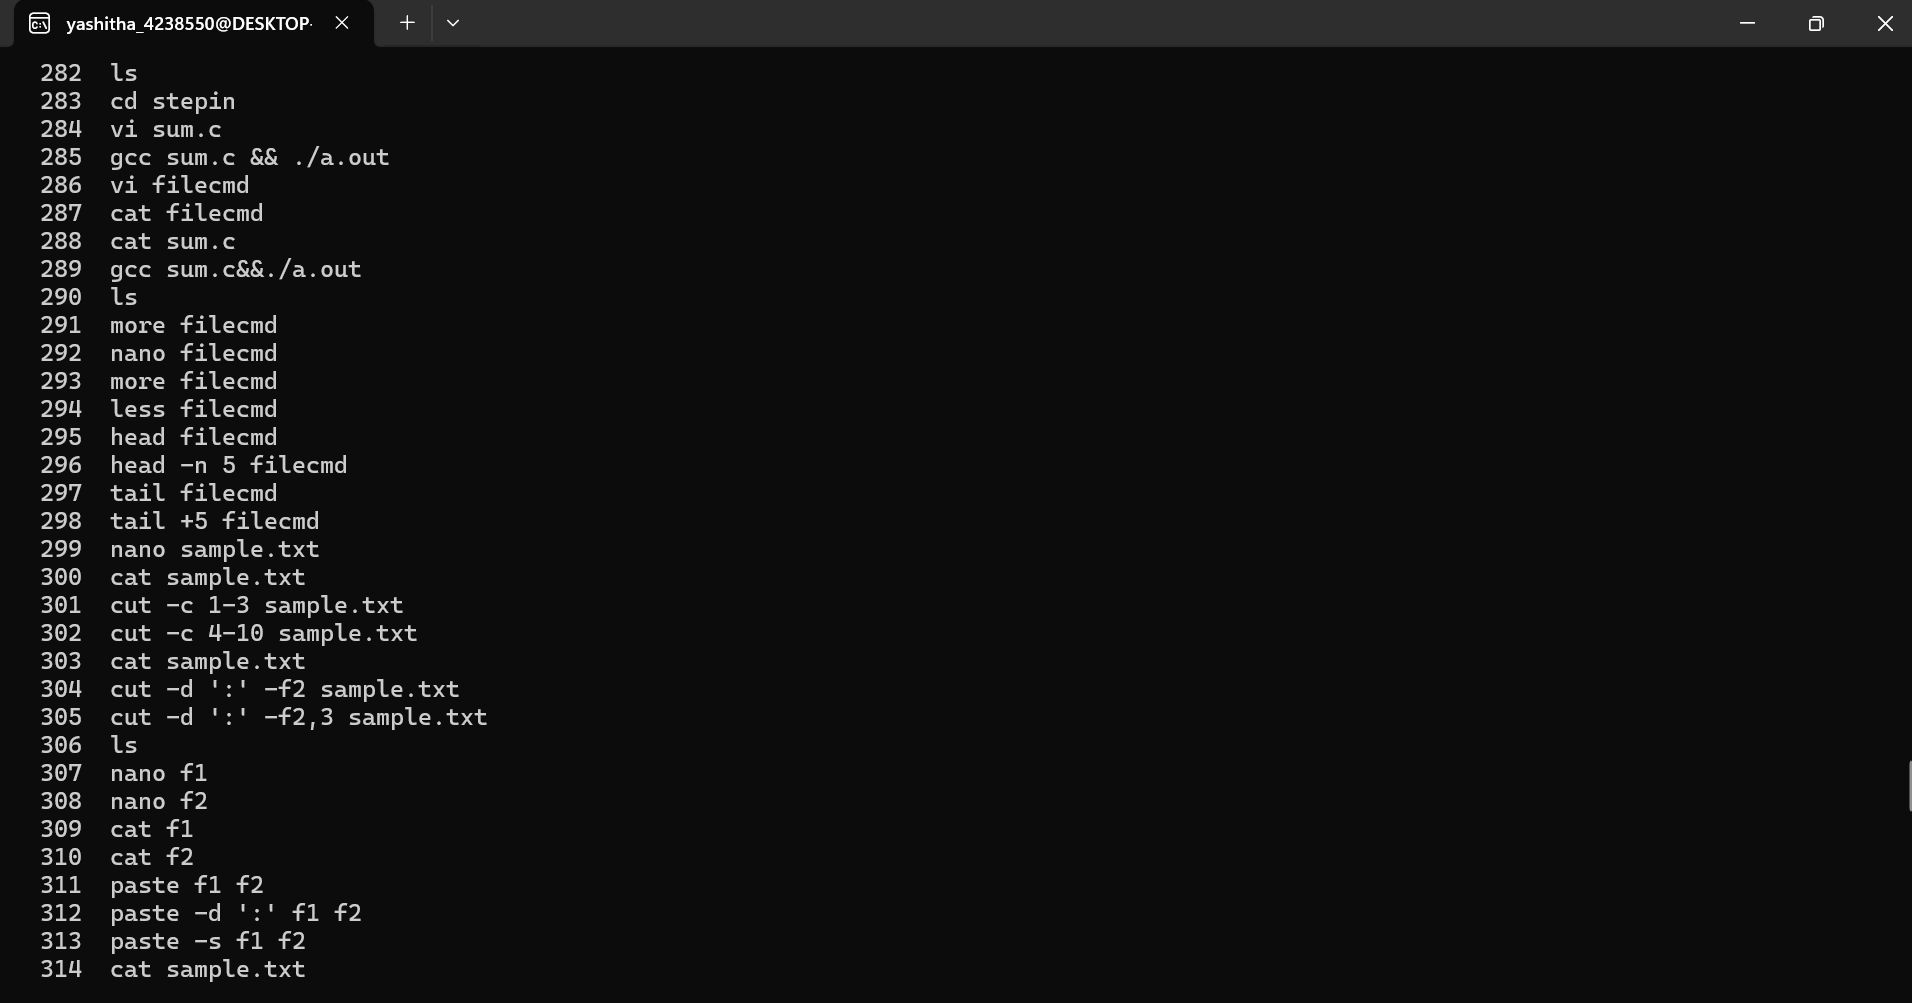 yashitha_4238550@DESKTOP-
282 ls
283 cd stepin
284 vi sum.c
285 gcc sum.c && ./a.out
286 vi filecmd
287 cat filecmd
288 cat sum.c
289 gcc sum.c&&./a.out
290 ls
291 more filecmd
292 nano filecmd
293 more filecmd
294 less filecmd
295 head filecmd
296 head -n 5 filecmd
297 tail filecmd
298 tail +5 filecmd
299 nano sample.txt
300 cat sample.txt
301 cut -c 1-3 sample.txt
302 cut -c 4-10 sample.txt
303 cat sample.txt
304 cut -d ':' -f2 sample.txt
305 cut -d ':' -f2,3 sample.txt
306 ls
307 nano f1
308 nano f2
309 cat f1
310 cat f2
311 paste f1 f2
312 paste -d ':' f1 f2
313 paste -s f1 f2
314 cat sample.txt